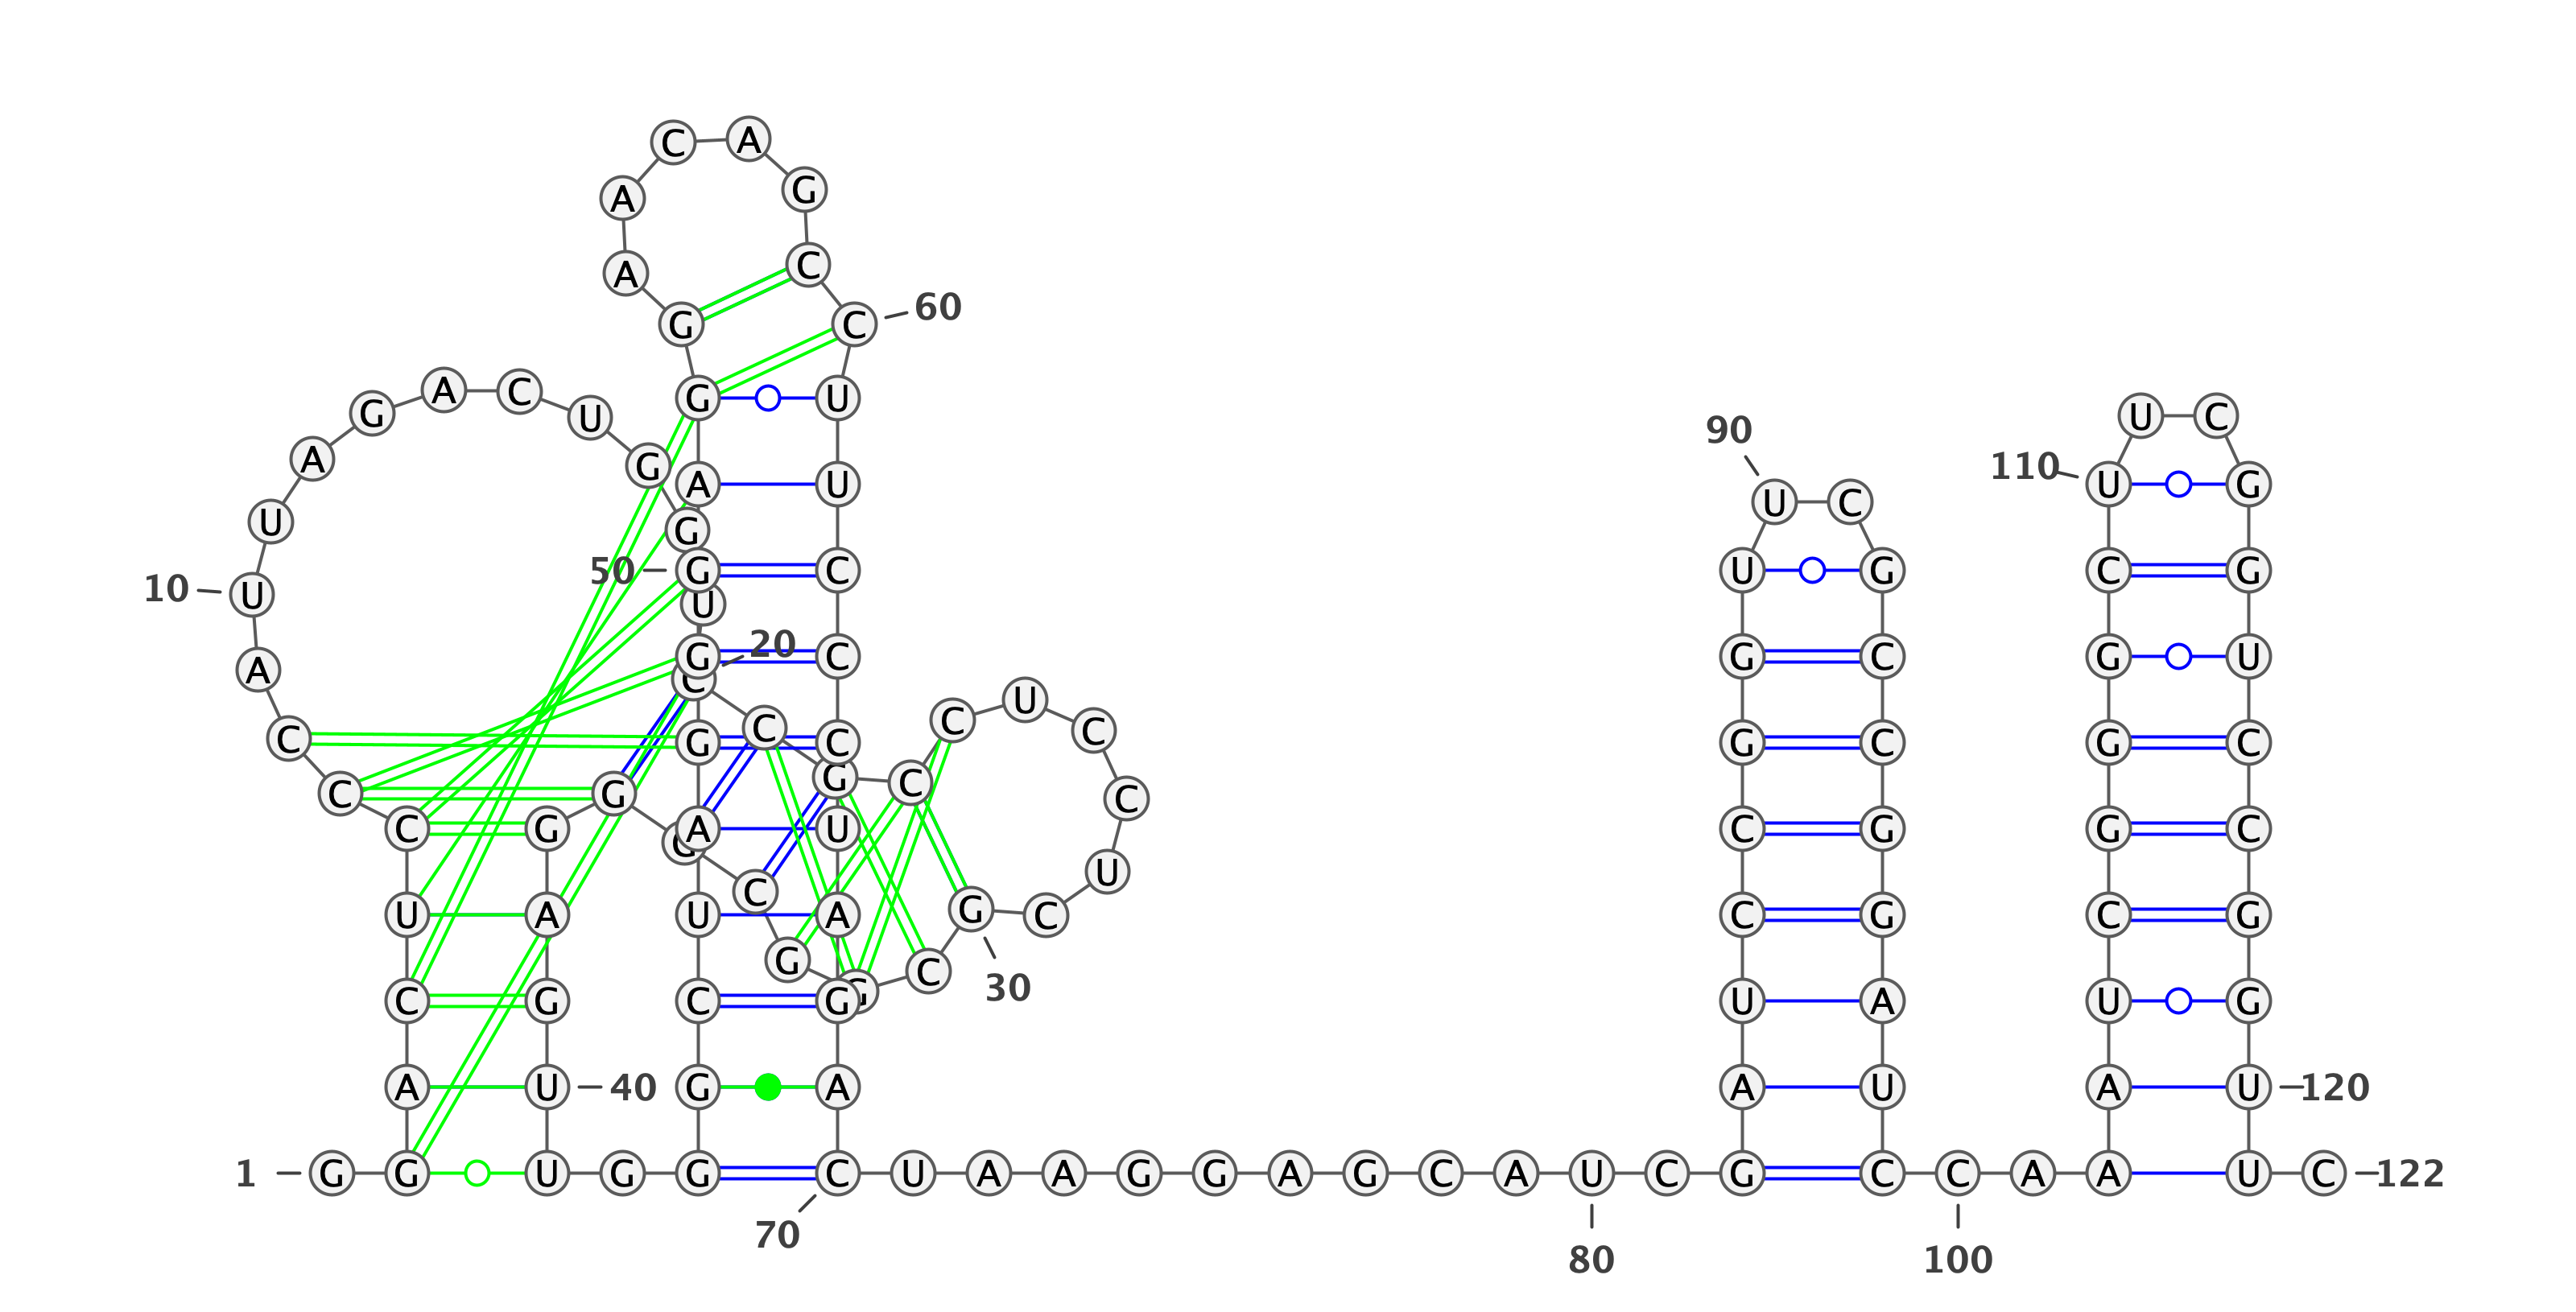 C A
A G
A C
60
G C
A C G U
G U U C
90
A G 110
A U U G
U C
U G
50 G C U G C G
10 U U
20
G C G C G U
A C C U
C G C C C G C G C
C G G C C
C G A U C G G C
G U
C
U A U A G C C G C G
G G C
30
C G C G U A U G
A U 40 G A A U A U 120
1 G G U G G C U A A G G A G C A U C G C C A A U C 122
70
80 100